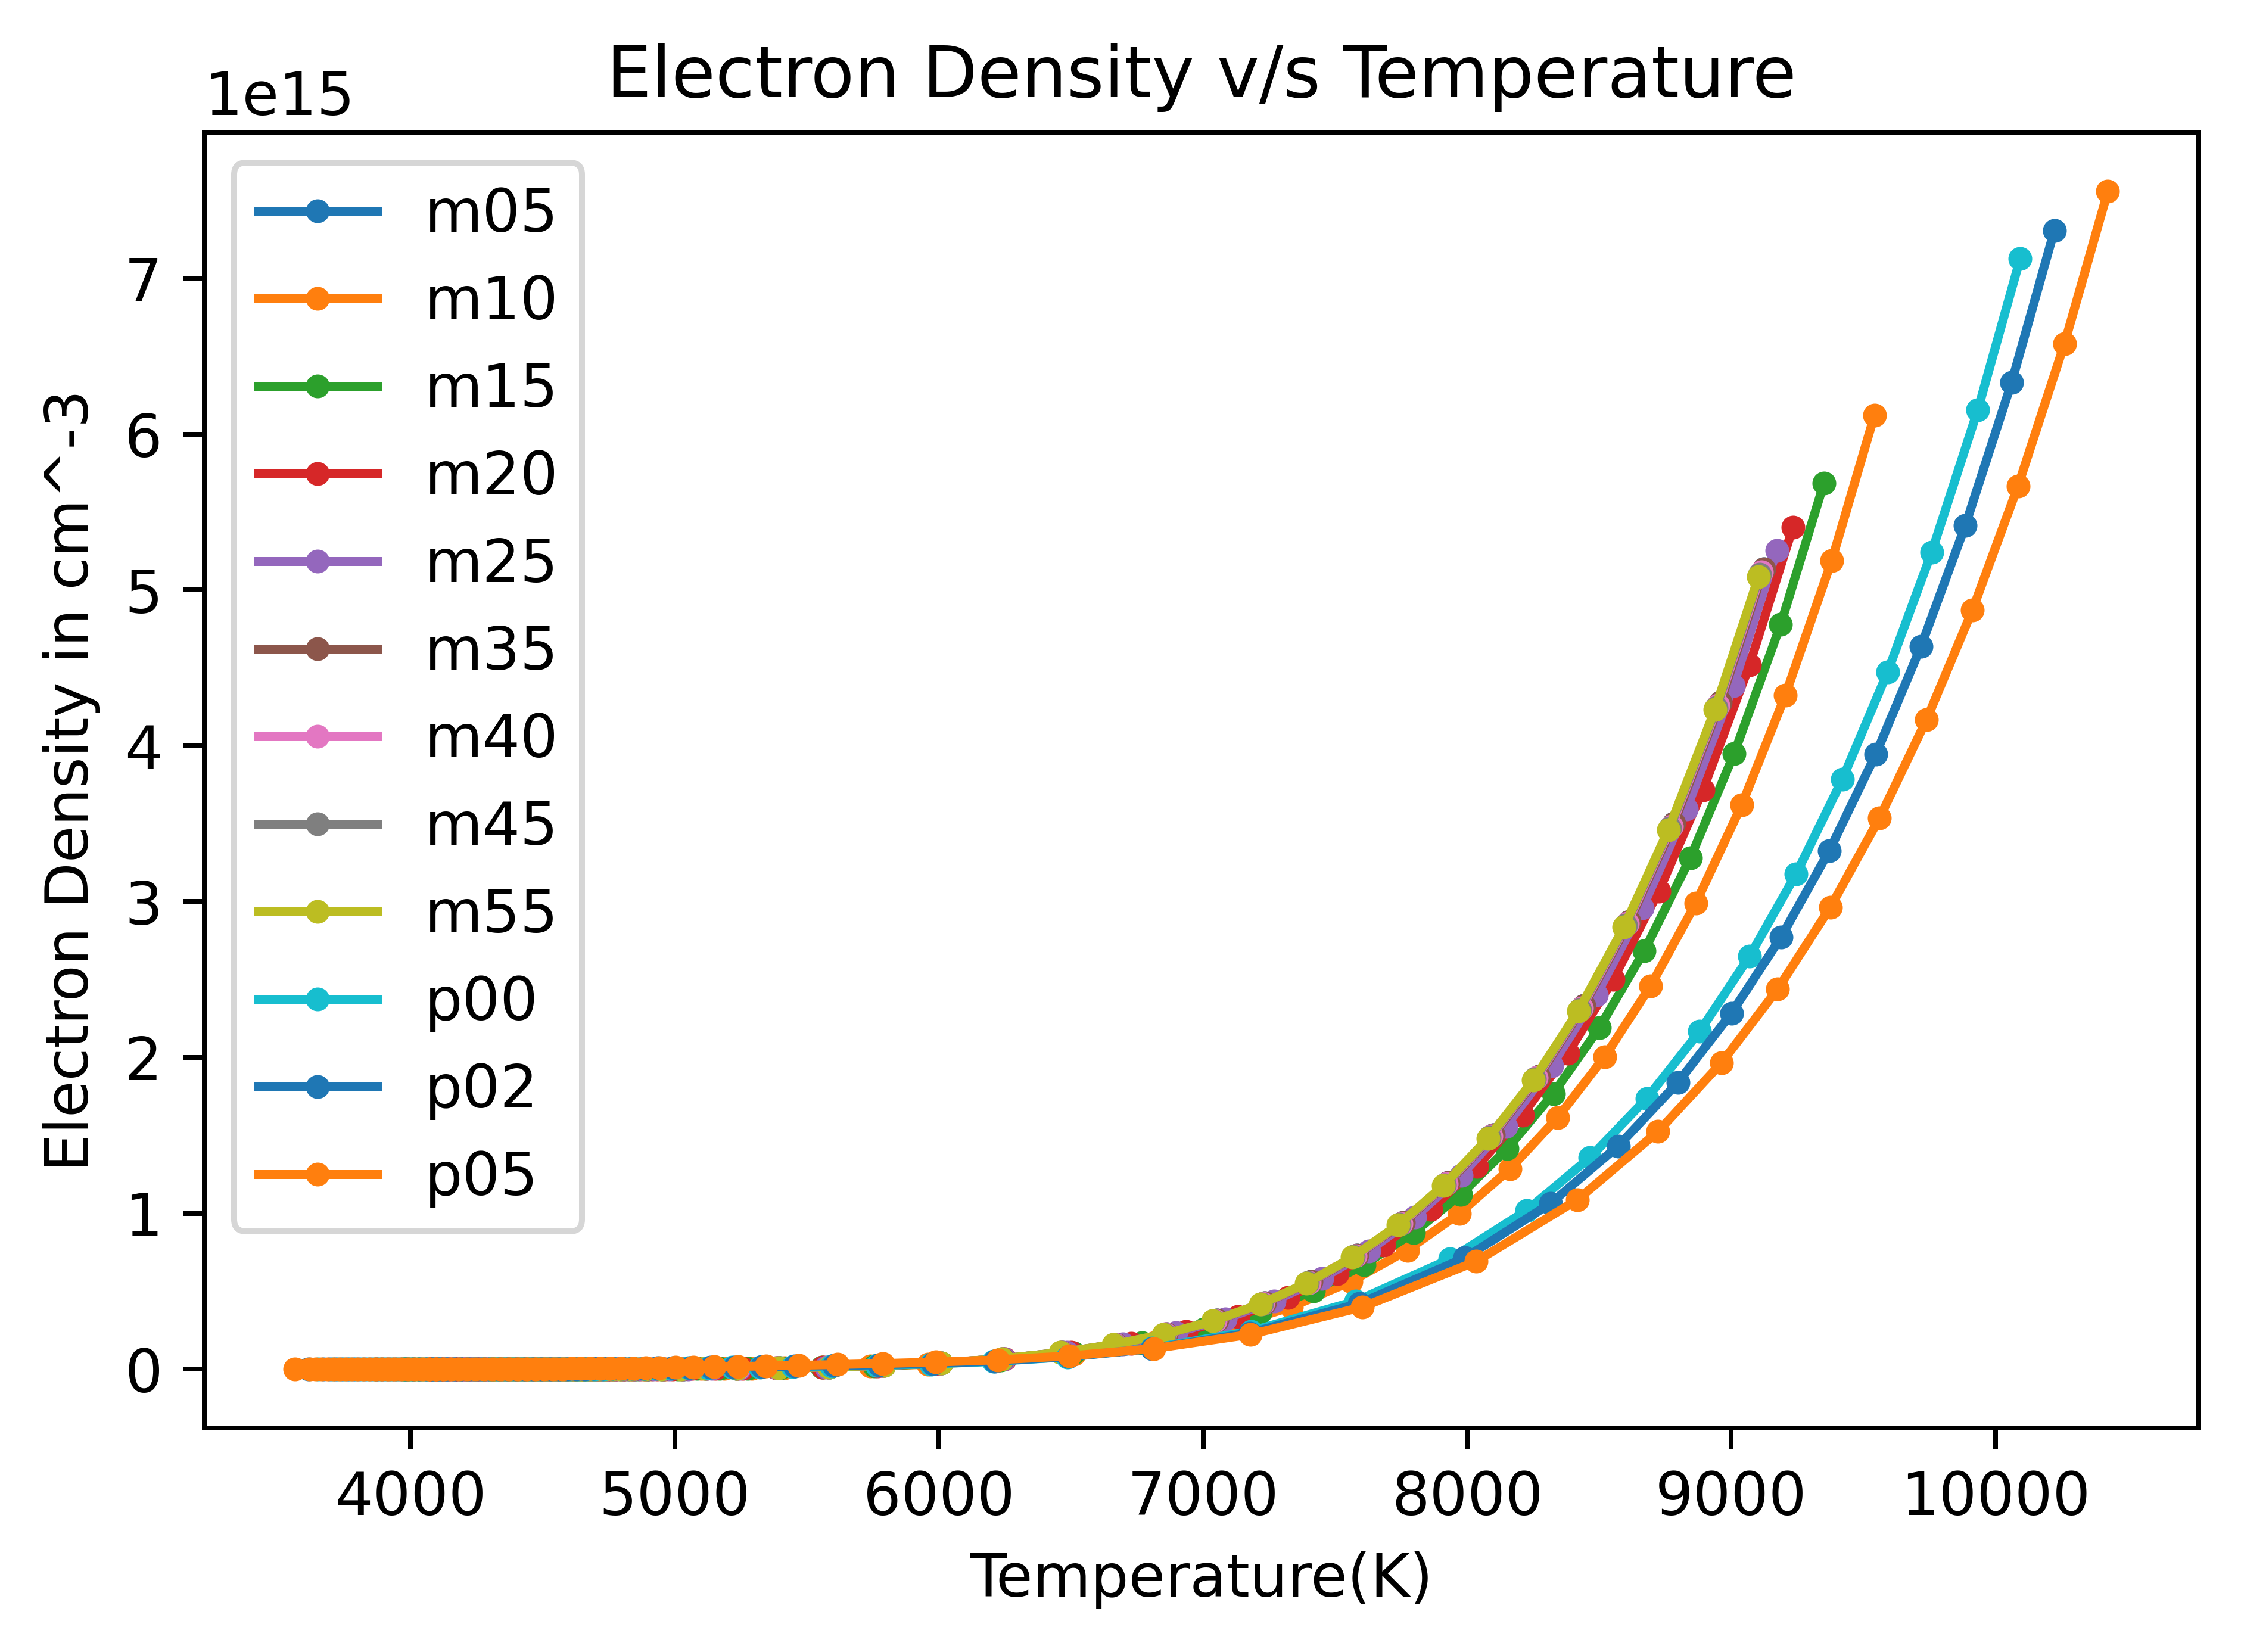 Electron Density v/s Temperature
1e15
m05
m10
m15
m20
m25
m35
m40
m45
m55
p00
p02
p05
Electron Density in cm^-3
7
6
5
4
3
2
1
0
4000 5000 6000 7000 8000 9000 10000
Temperature(K)